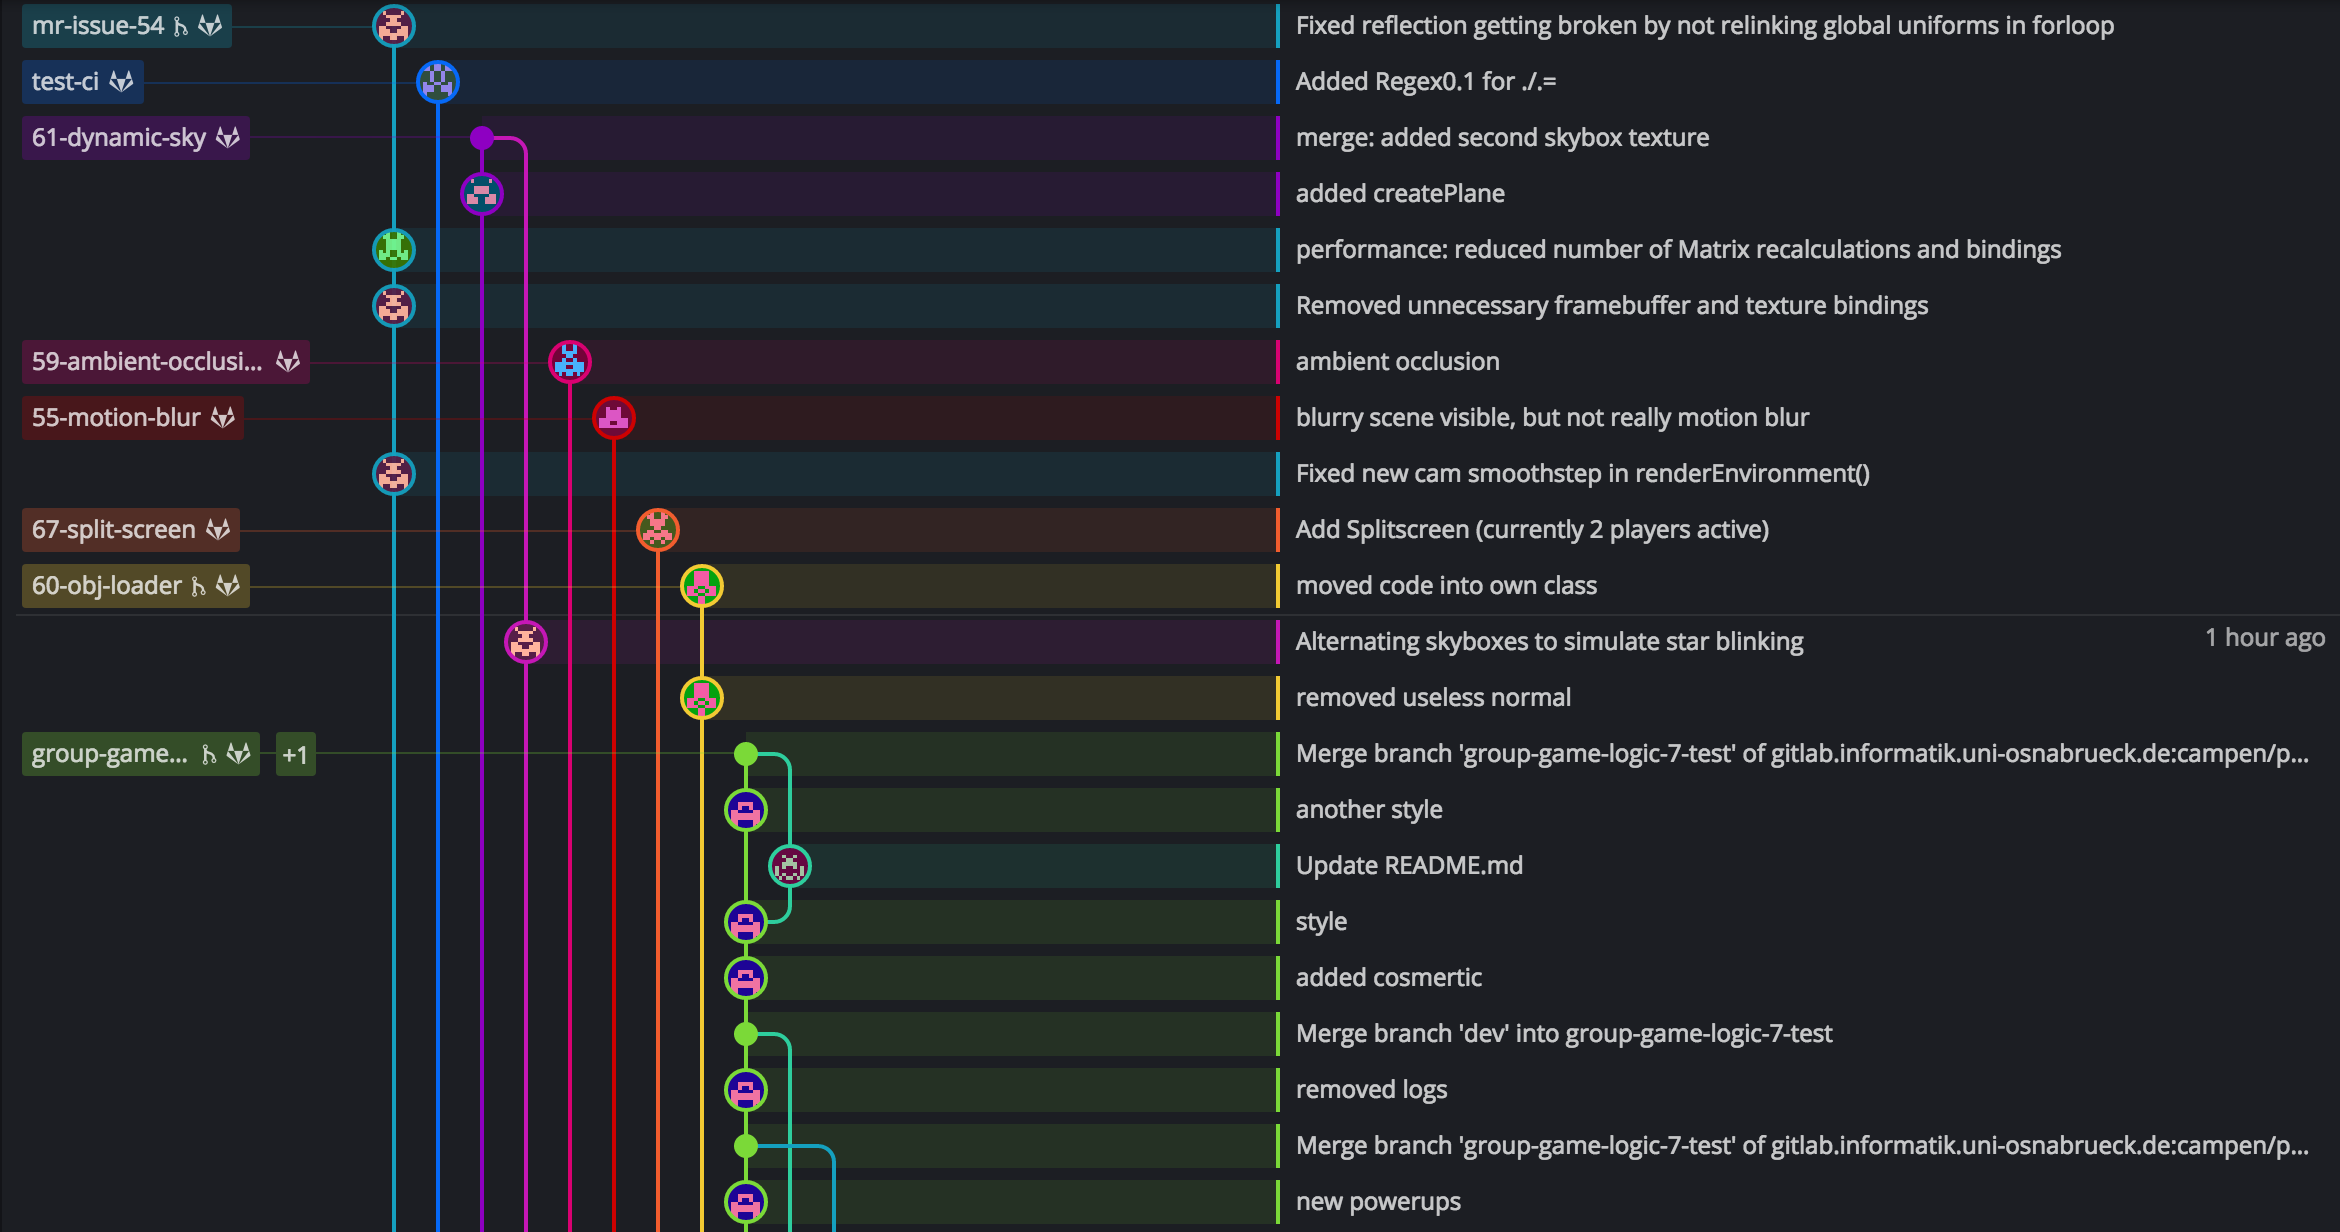 mr-issue-54 Fixed reflection getting broken by not relinking global uniforms in forloop
test-ci Added Regex0.1 for ./.=
61-dynamic-sky merge: added second skybox texture
added createPlane
performance: reduced number of Matrix recalculations and bindings
Removed unnecessary framebuffer and texture bindings
59-ambient-occlusi... ambient occlusion
55-motion-blur blurry scene visible, but not really motion blur
Fixed new cam smoothstep in renderEnvironment()
67-split-screen Add Splitscreen (currently 2 players active)
60-obj-loader moved code into own class
Alternating skyboxes to simulate star blinking 1 hour ago
removed useless normal
group-game... +1 Merge branch 'group-game-logic-7-test' of gitlab.informatik.uni-osnabrueck.de:campen/p...
another style
Update README.md
style
added cosmertic
Merge branch 'dev' into group-game-logic-7-test
removed logs
Merge branch 'group-game-logic-7-test' of gitlab.informatik.uni-osnabrueck.de:campen/p...
new powerups